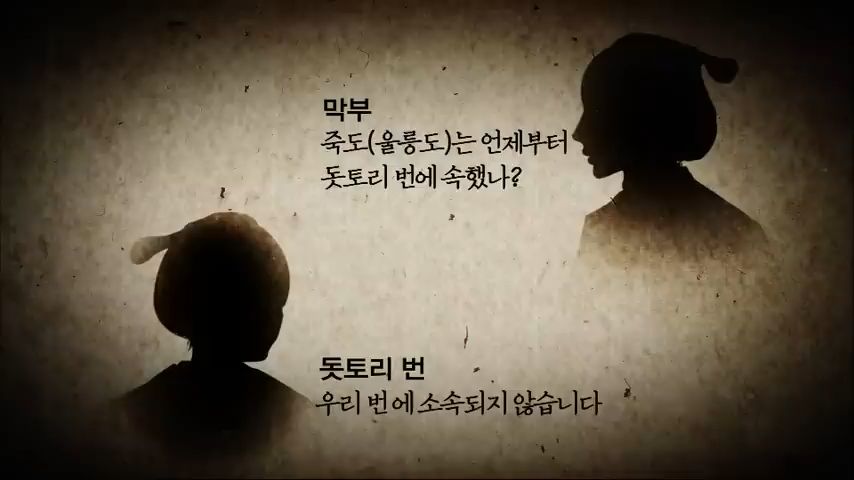 막부
죽도(울릉도)는 언제부터
돗토리 번에 속했나?
돗토리 번
우리 번에 소속되지 않습니다